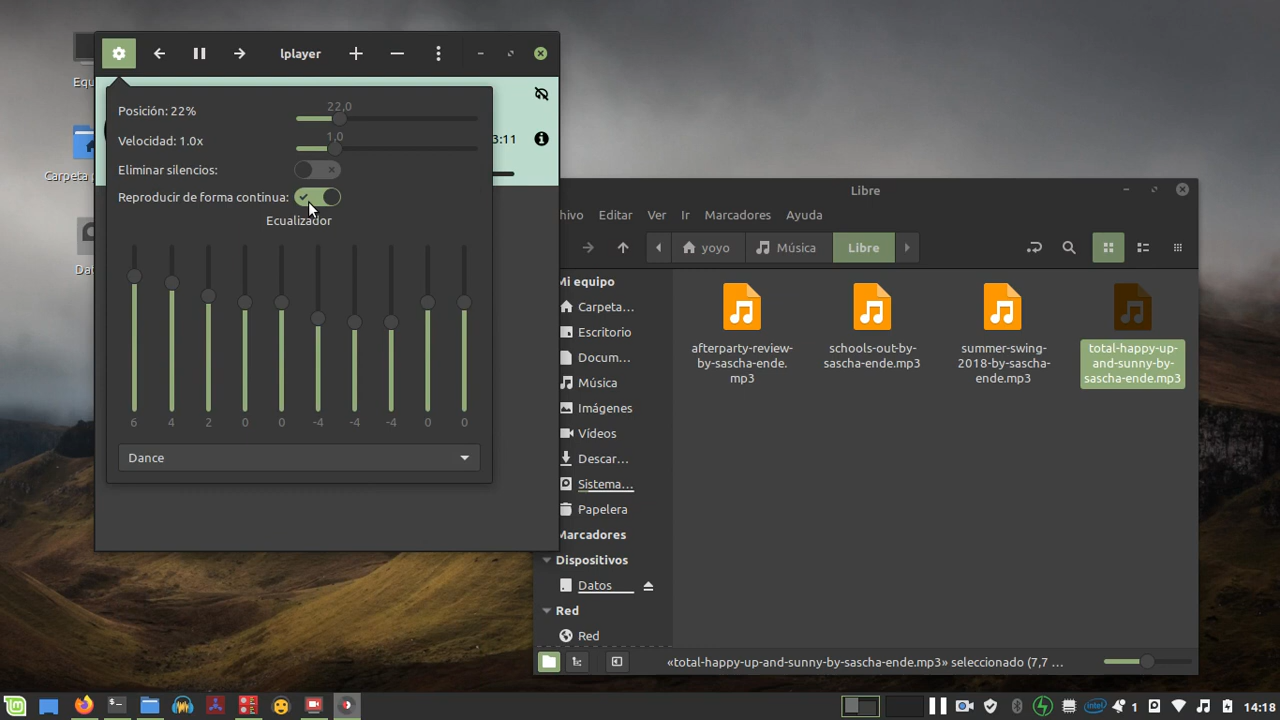 Equ
Carpeta
Da
lplayer
Posición: 22%
22,0
Velocidad: 1.0x
1,0
3:11
Eliminar silencios:
Reproducir de forma continua:
Ecualizador
6 4 2 0 0 -4 -4 -4 0 0
Dance
Libre
hivo Editar Ver Ir Marcadores Ayuda
yoyo Música Libre
Mi equipo
Carpeta...
Escritorio
Docum...
Música
Imágenes
Vídeos
Descar...
Sistema...
Papelera
Marcadores
Dispositivos
Datos
Red
Red
afterparty-review-
by-sascha-ende.
mp3
schools-out-by-
sascha-ende.mp3
summer-swing-
2018-by-sascha-
ende.mp3
total-happy-up-
and-sunny-by-
sascha-ende.mp3
«total-happy-up-and-sunny-by-sascha-ende.mp3» seleccionado (7,7 ...
intel
1
14:18